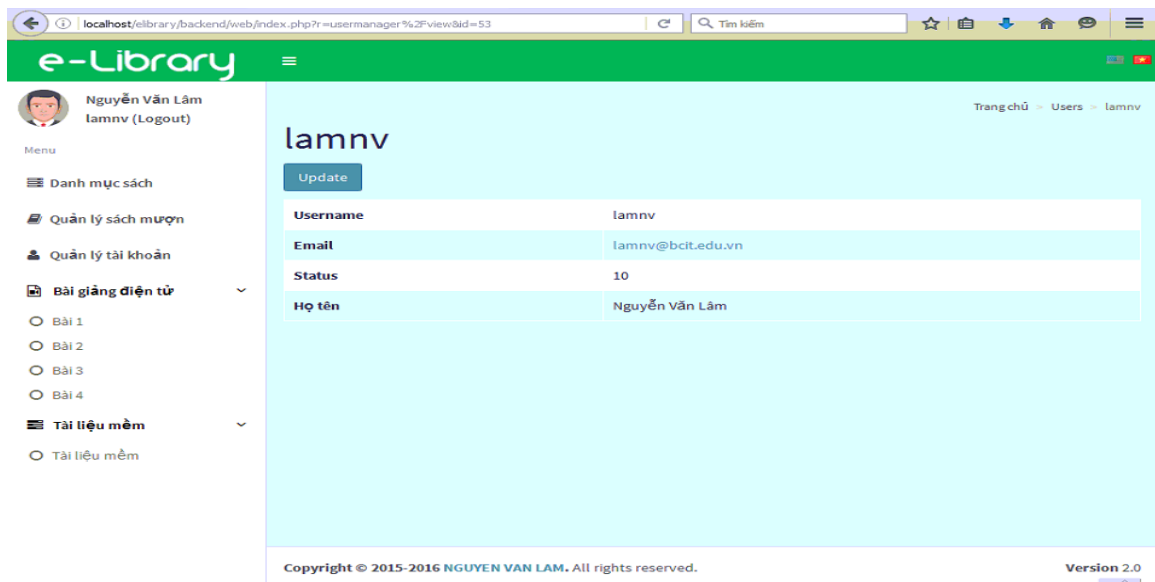 localhost/elibrary/backend/web/index.php?r=usermanager%2Fview&id=53
Tìm kiếm
e-Library
Nguyễn Văn Lâm
lamnv (Logout)
Menu
Danh mục sách
Quản lý sách mượn
Quản lý tài khoản
Bài giảng điện tử
Bài 1
Bài 2
Bài 3
Bài 4
Tài liệu mềm
Tài liệu mềm
Trang chủ > Users > lamnv
lamnv
Update
Username lamnv
Email lamnv@bcit.edu.vn
Status 10
Họ tên Nguyễn Văn Lâm
Copyright © 2015-2016 NGUYEN VAN LAM. All rights reserved.
Version 2.0